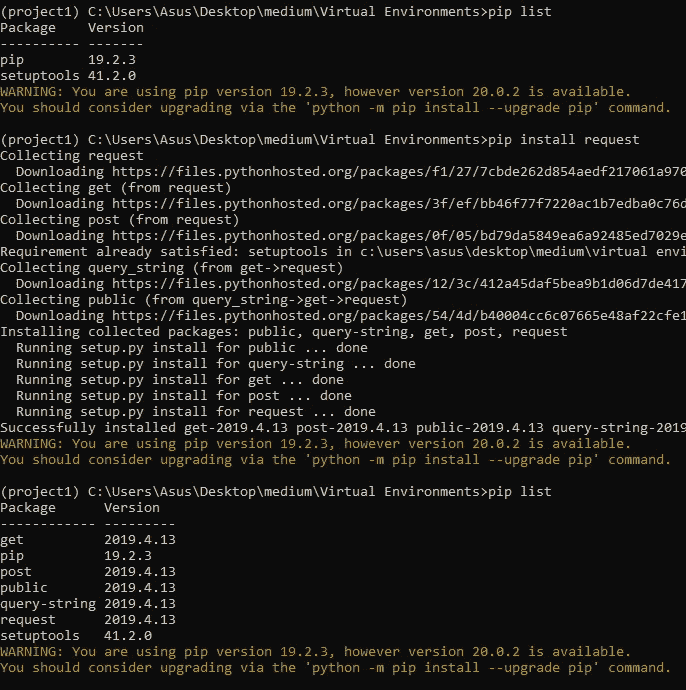 (project1) C:\Users\Asus\Desktop\medium\Virtual Environments>pip list
Package    Version
---------- -------
pip        19.2.3
setuptools 41.2.0
WARNING: You are using pip version 19.2.3, however version 20.0.2 is available.
You should consider upgrading via the 'python -m pip install --upgrade pip' command.
(project1) C:\Users\Asus\Desktop\medium\Virtual Environments>pip install request
Collecting request
  Downloading https://files.pythonhosted.org/packages/f1/27/7cbde262d854aedf217061a970
Collecting get (from request)
  Downloading https://files.pythonhosted.org/packages/3f/ef/bb46f77f7220ac1b7edba0c76d
Collecting post (from request)
  Downloading https://files.pythonhosted.org/packages/0f/05/bd79da5849ea6a92485ed7029e
Requirement already satisfied: setuptools in c:\users\asus\desktop\medium\virtual envi
Collecting query_string (from get->request)
  Downloading https://files.pythonhosted.org/packages/12/3c/412a45daf5bea9b1d06d7de417
Collecting public (from query_string->get->request)
  Downloading https://files.pythonhosted.org/packages/54/4d/b40004cc6c07665e48af22cfe1
Installing collected packages: public, query-string, get, post, request
  Running setup.py install for public ... done
  Running setup.py install for query-string ... done
  Running setup.py install for get ... done
  Running setup.py install for post ... done
  Running setup.py install for request ... done
Successfully installed get-2019.4.13 post-2019.4.13 public-2019.4.13 query-string-2019
WARNING: You are using pip version 19.2.3, however version 20.0.2 is available.
You should consider upgrading via the 'python -m pip install --upgrade pip' command.
(project1) C:\Users\Asus\Desktop\medium\Virtual Environments>pip list
Package      Version
------------ ---------
get          2019.4.13
pip          19.2.3
post         2019.4.13
public       2019.4.13
query-string 2019.4.13
request      2019.4.13
setuptools   41.2.0
WARNING: You are using pip version 19.2.3, however version 20.0.2 is available.
You should consider upgrading via the 'python -m pip install --upgrade pip' command.